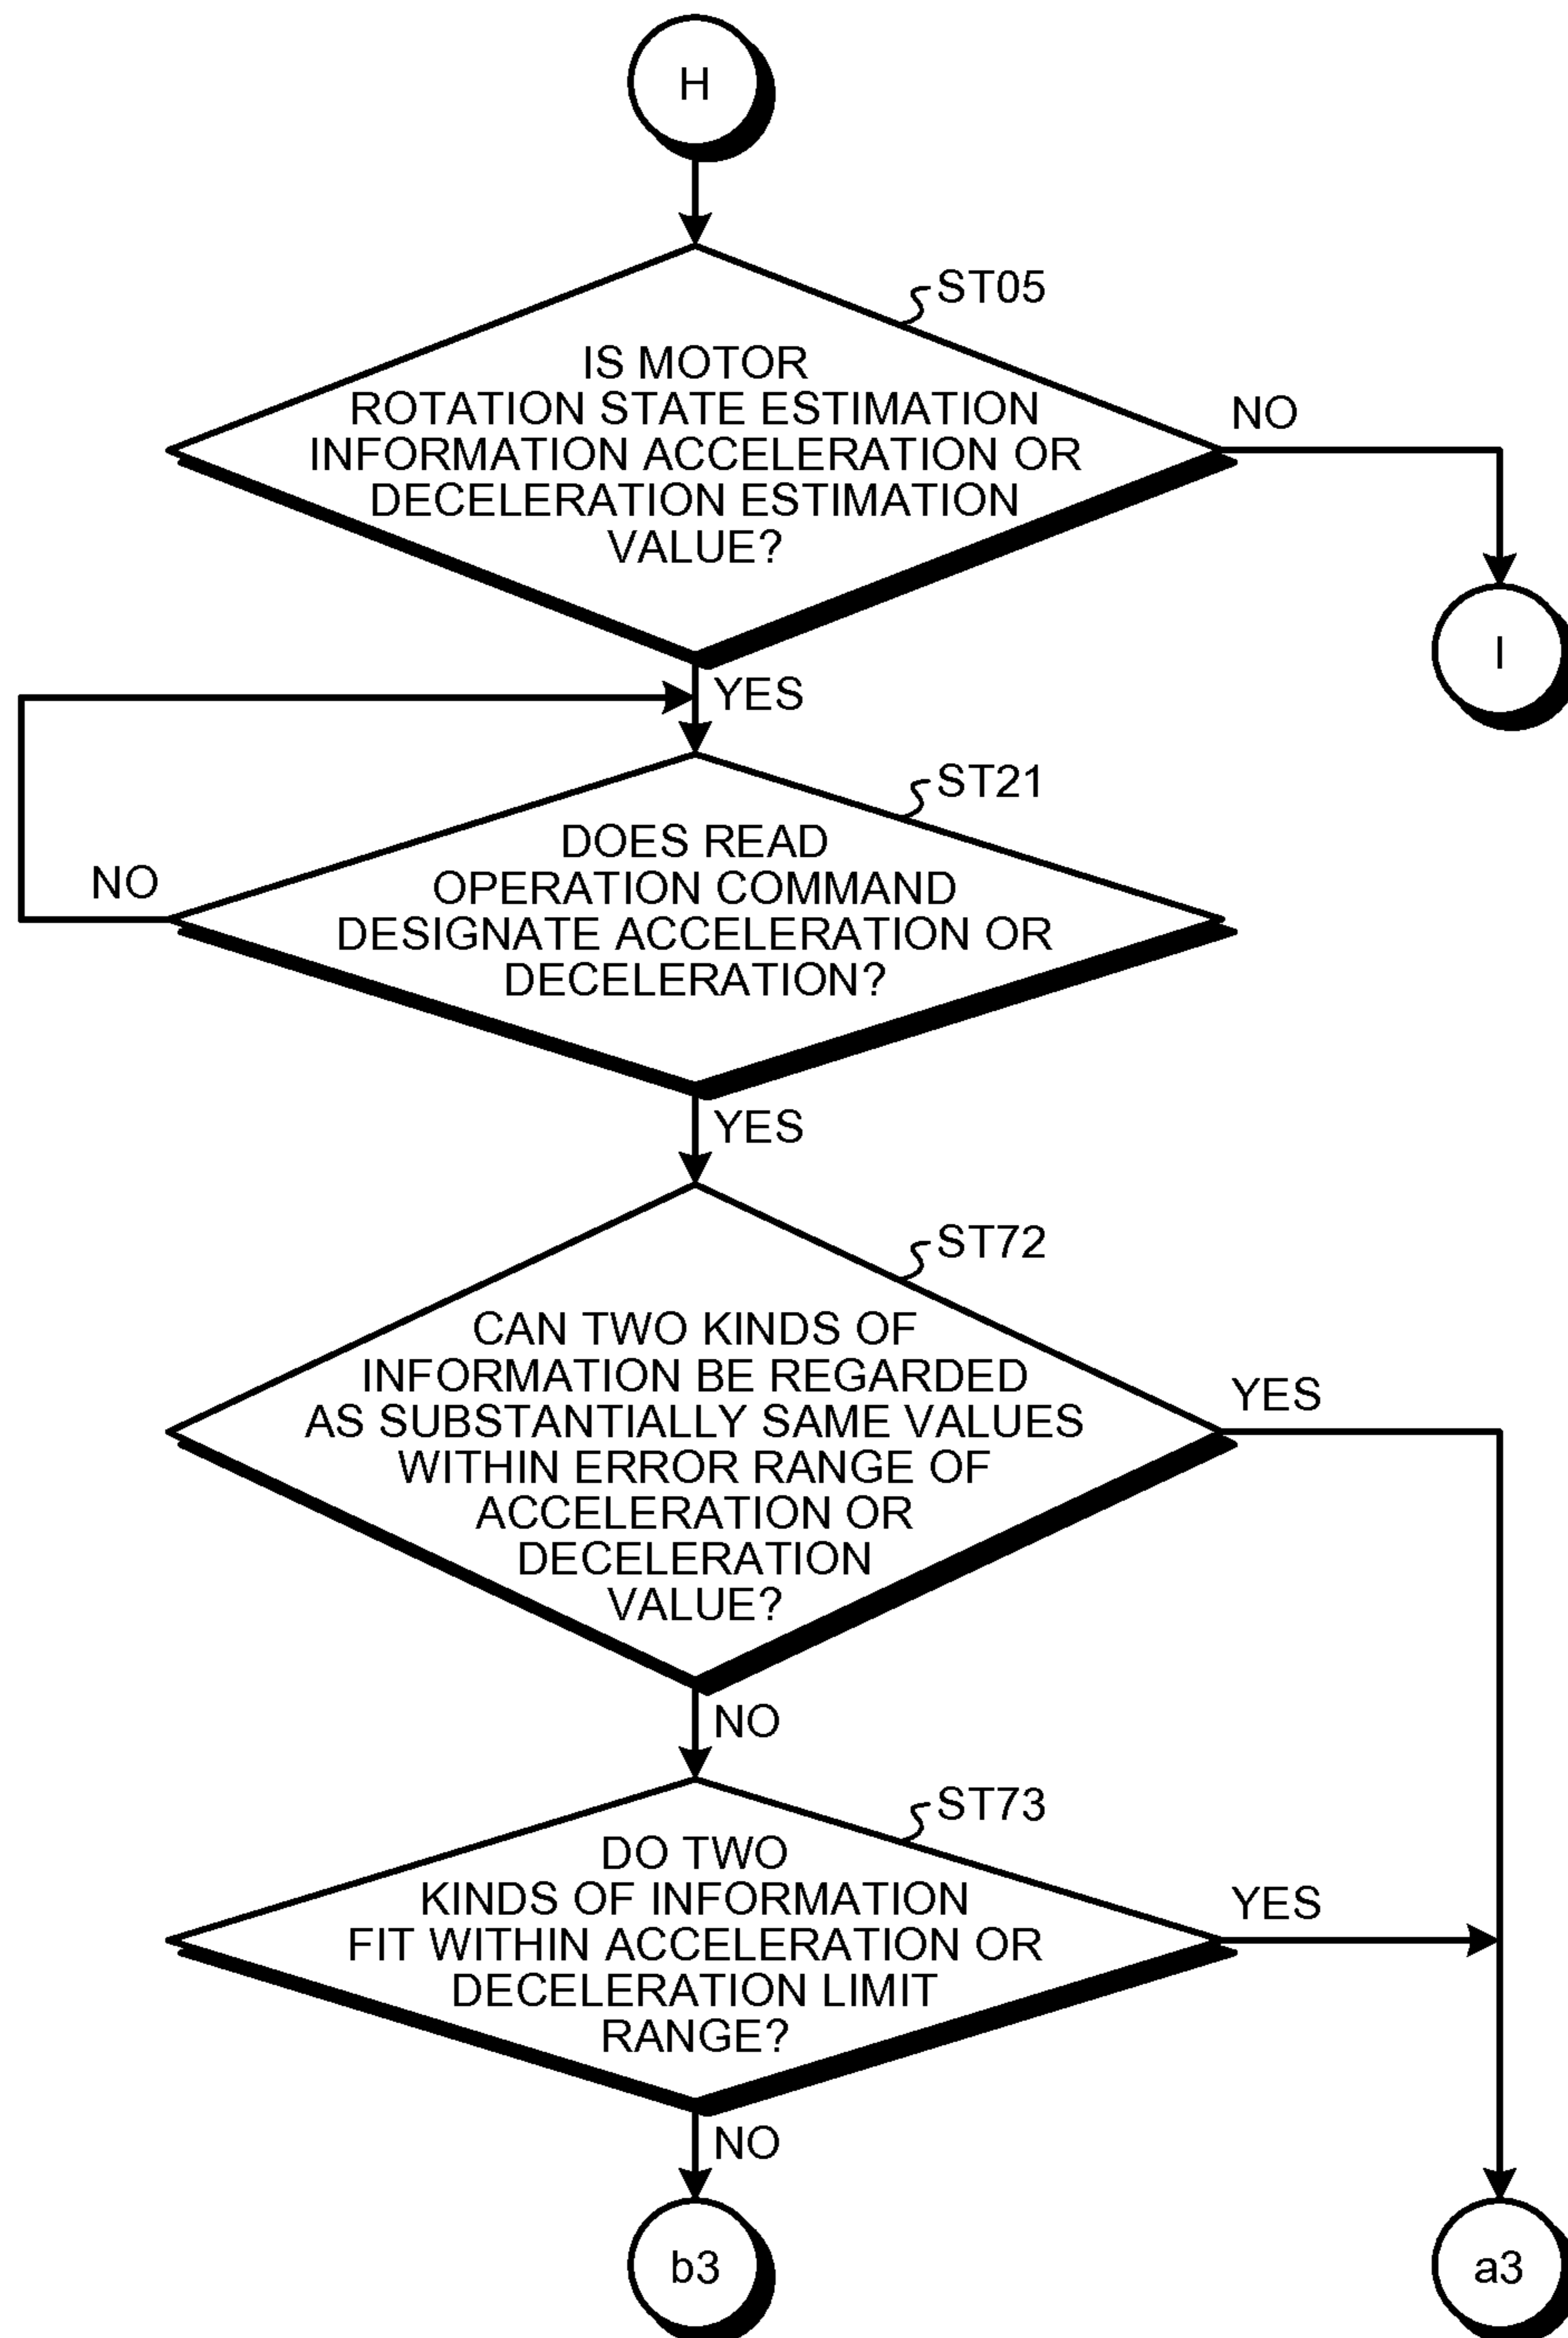 H
ST05
IS MOTOR
ROTATION STATE ESTIMATION
INFORMATION ACCELERATION OR
DECELERATION ESTIMATION
VALUE?
NO
I
YES
ST21
DOES READ
OPERATION COMMAND
DESIGNATE ACCELERATION OR
DECELERATION?
NO
YES
ST72
CAN TWO KINDS OF
INFORMATION BE REGARDED
AS SUBSTANTIALLY SAME VALUES
WITHIN ERROR RANGE OF
ACCELERATION OR
DECELERATION
VALUE?
YES
NO
ST73
DO TWO
KINDS OF INFORMATION
FIT WITHIN ACCELERATION OR
DECELERATION LIMIT
RANGE?
YES
NO
b3
a3